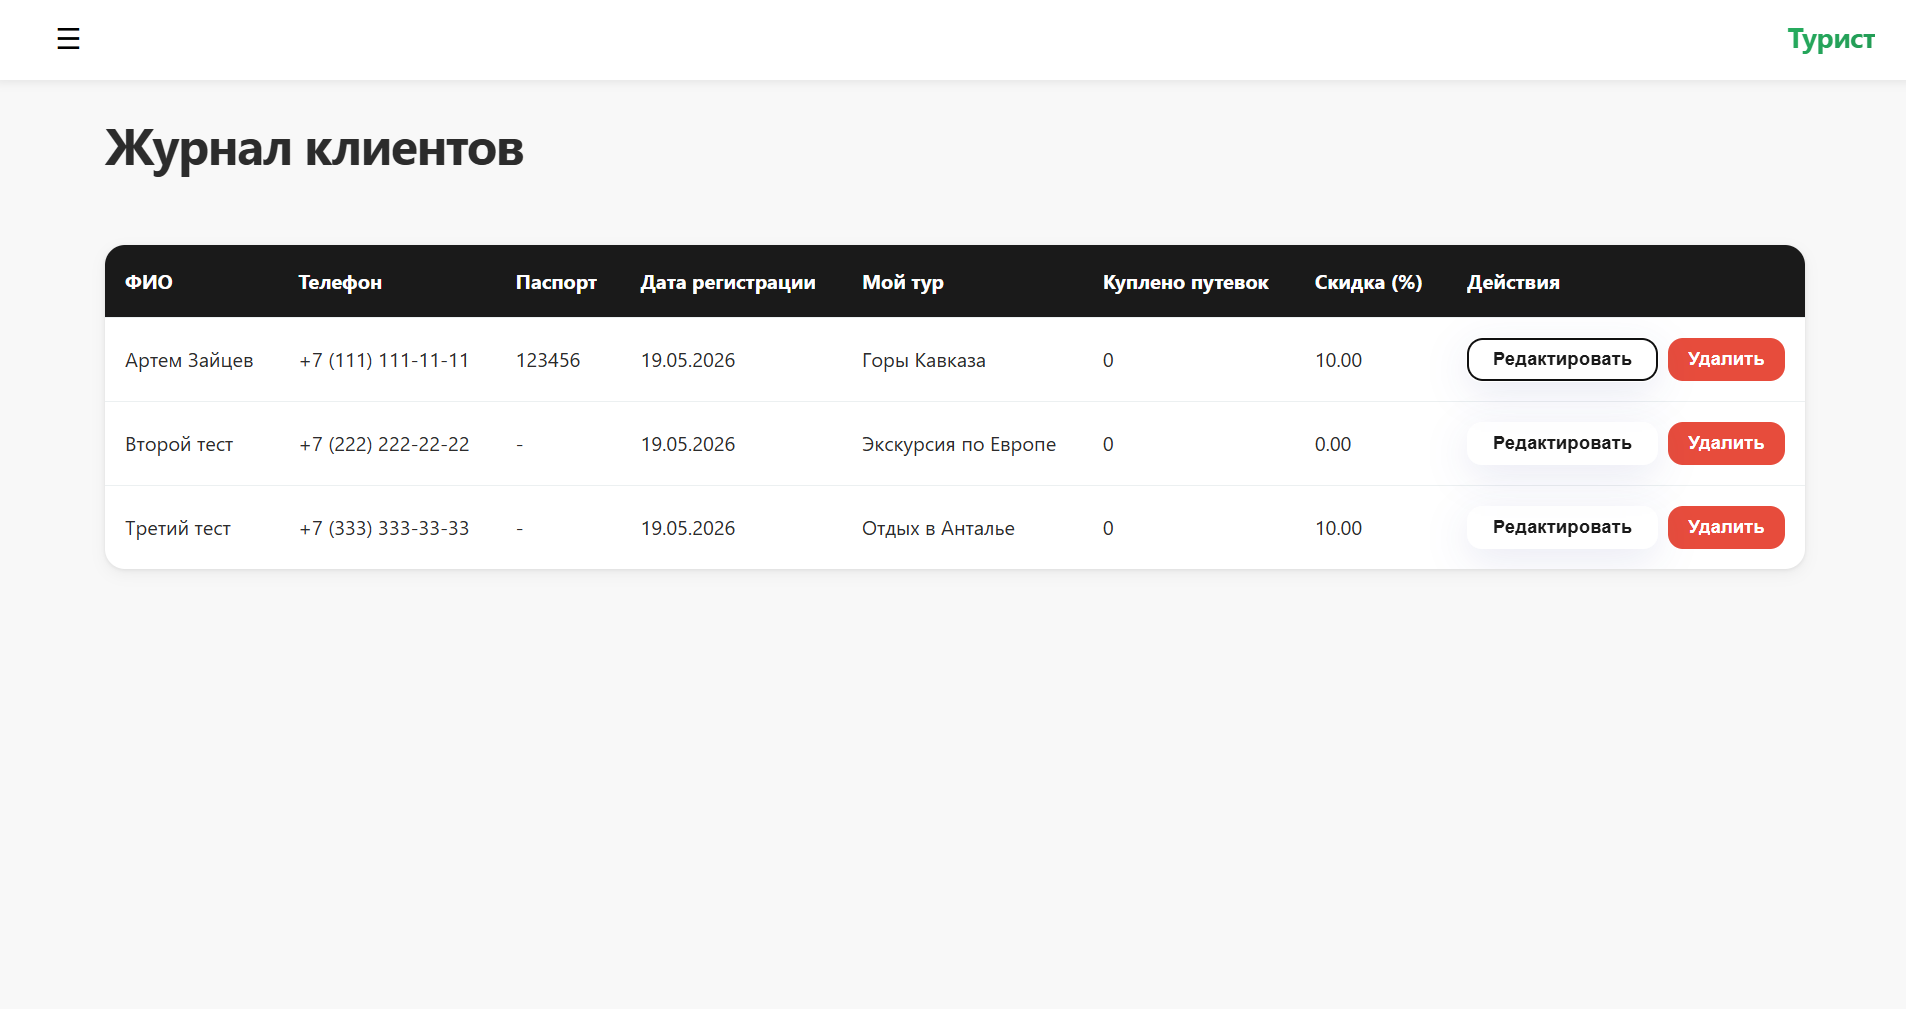 ☰ Турист
Журнал клиентов
ФИО Телефон Паспорт Дата регистрации Мой тур Куплено путевок Скидка (%) Действия
Артем Зайцев +7 (111) 111-11-11 123456 19.05.2026 Горы Кавказа 0 10.00 Редактировать Удалить
Второй тест +7 (222) 222-22-22 - 19.05.2026 Экскурсия по Европе 0 0.00 Редактировать Удалить
Третий тест +7 (333) 333-33-33 - 19.05.2026 Отдых в Анталье 0 10.00 Редактировать Удалить